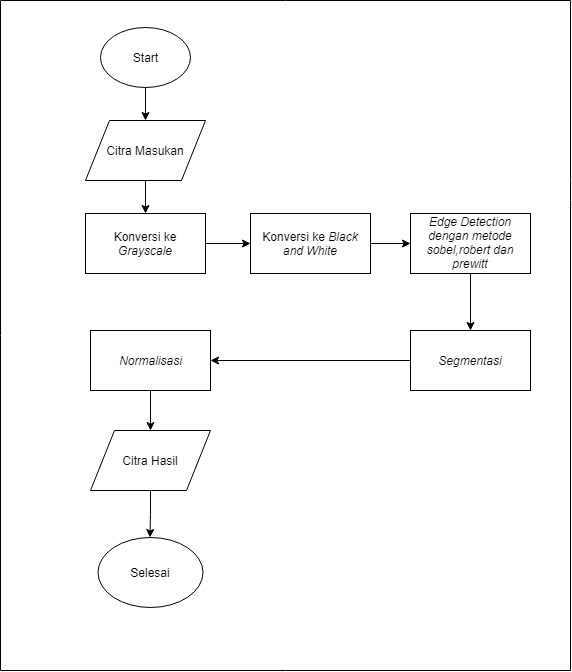 Start
Citra Masukan
Konversi ke
Grayscale
Konversi ke Black
and White
Edge Detection
dengan metode
sobel,robert dan
prewitt
Segmentasi
Normalisasi
Citra Hasil
Selesai